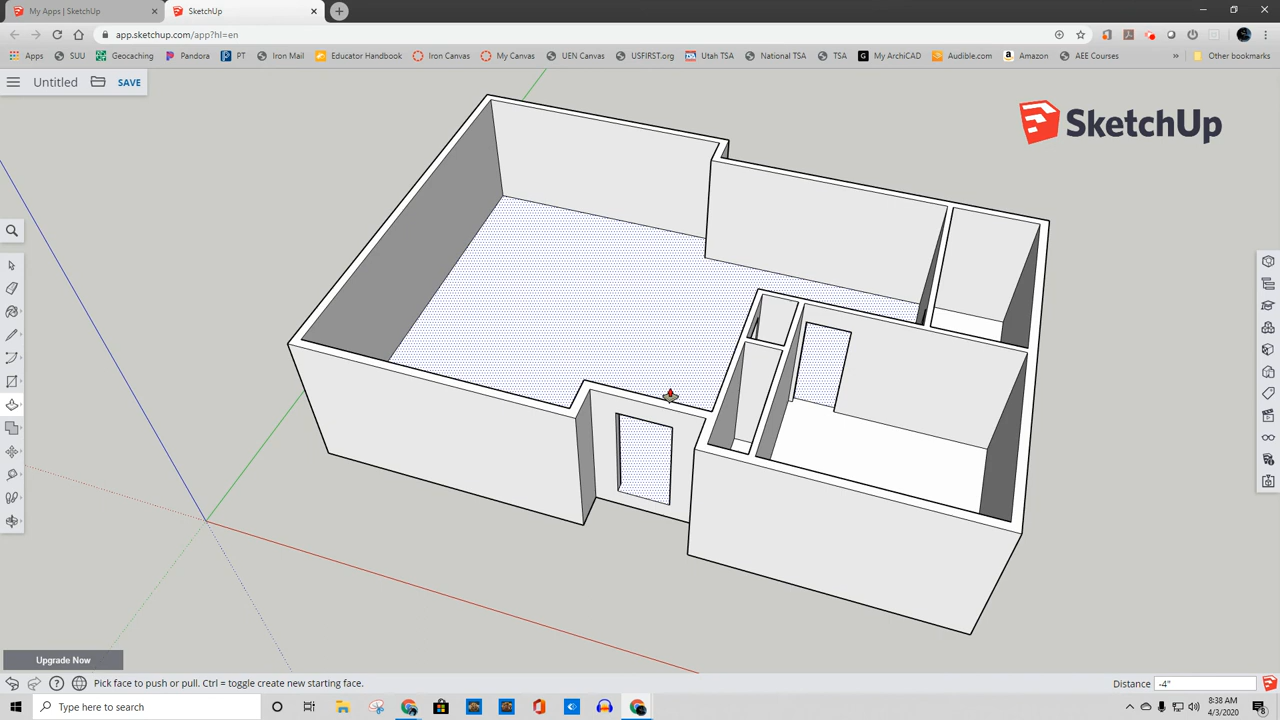 My Apps | SketchUp
SketchUp
app.sketchup.com/app?hl=en
Apps SUU Geocaching Pandora PT Iron Mail Educator Handbook Iron Canvas My Canvas UEN Canvas USFIRST.org Utah TSA National TSA TSA My ArchiCAD Audible.com Amazon AEE Courses » Other bookmarks
Untitled SAVE
SketchUp
Upgrade Now
Pick face to push or pull. Ctrl = toggle create new starting face. Distance -4"
Type here to search
8:38 AM
4/3/2020